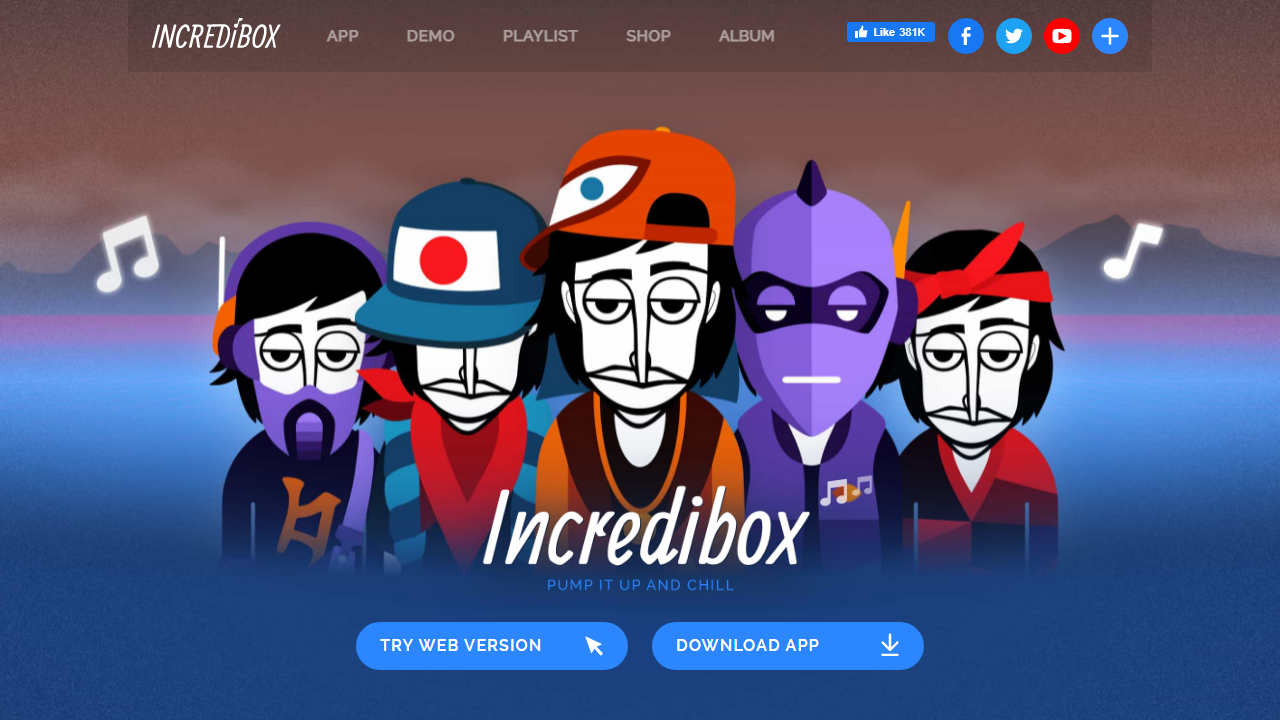 INCREDIBOX
APP
DEMO
PLAYLIST
SHOP
ALBUM
Like 381K
Incredibox
PUMP IT UP AND CHILL
TRY WEB VERSION
DOWNLOAD APP